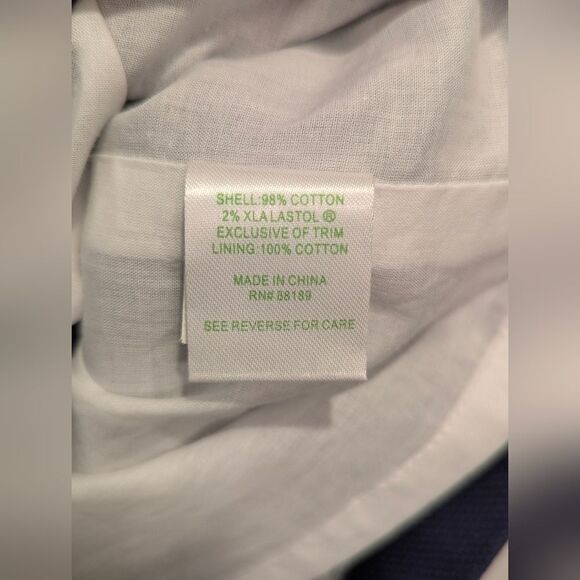 SHELL:98% COTTON
2% XLA LASTOL ®
EXCLUSIVE OF TRIM
LINING:100% COTTON
MADE IN CHINA
RN# 88189
SEE REVERSE FOR CARE